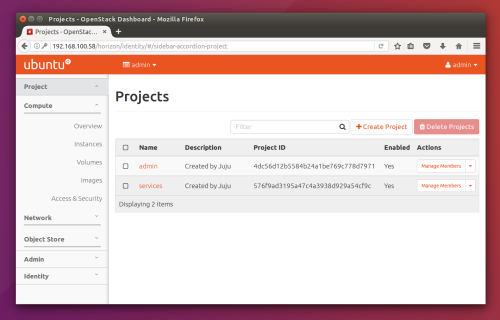 Projects - OpenStack Dashboard - Mozilla Firefox
Projects - OpenStac...
192.168.100.58/horizon/identity/#/sidebar-accordion-project
ubuntu
admin
admin
Project
Compute
Overview
Instances
Volumes
Images
Access & Security
Network
Object Store
Admin
Identity
Projects
Filter
Create Project
Delete Projects
Name Description Project ID Enabled Actions
admin Created by Juju 4dc56d12b5584b24a1be769c778d7971 Yes Manage Members
services Created by Juju 576f9ad3195a47c4a3938d929a54cf9c Yes Manage Members
Displaying 2 items